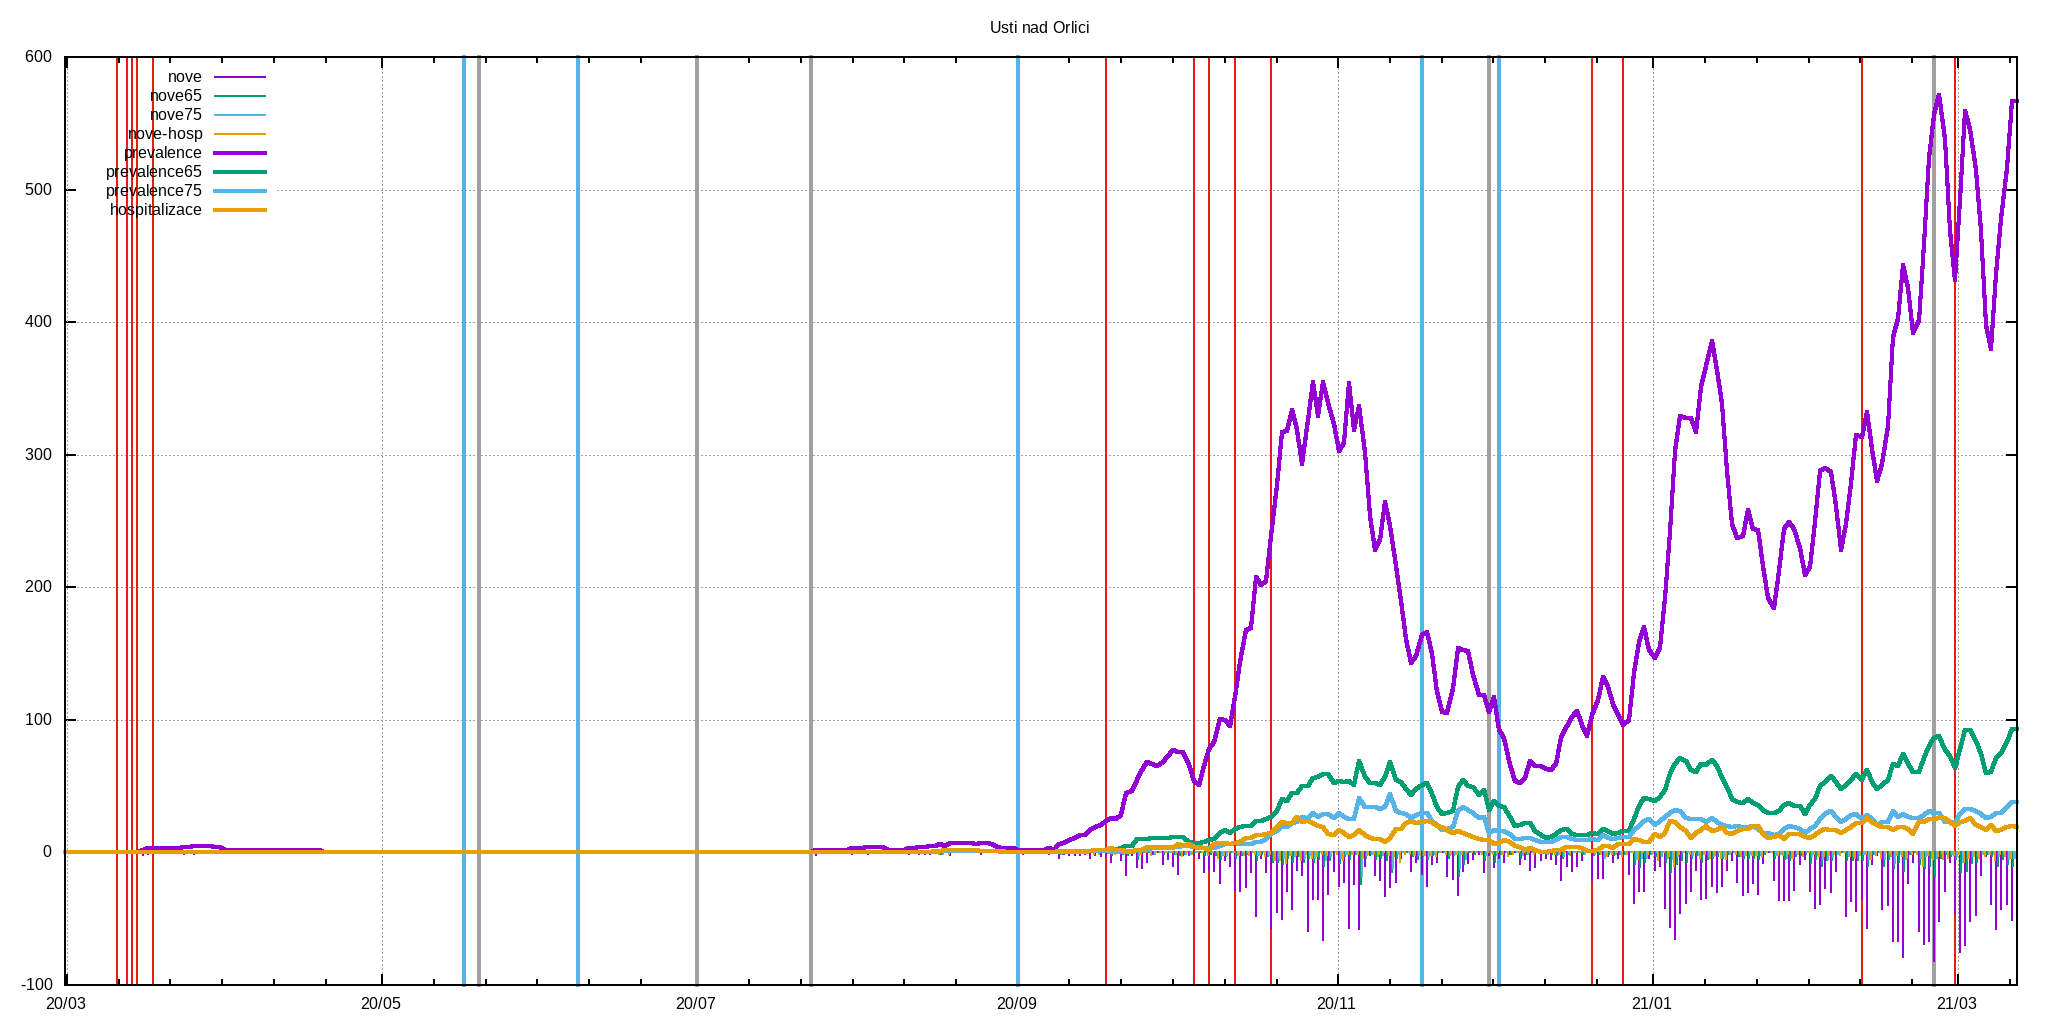 Usti nad Orlici
600
500
400
300
200
100
0
-100
nove
nove65
nove75
nove-hosp
prevalence
prevalence65
prevalence75
hospitalizace
20/03 20/05 20/07 20/09 20/11 21/01 21/03